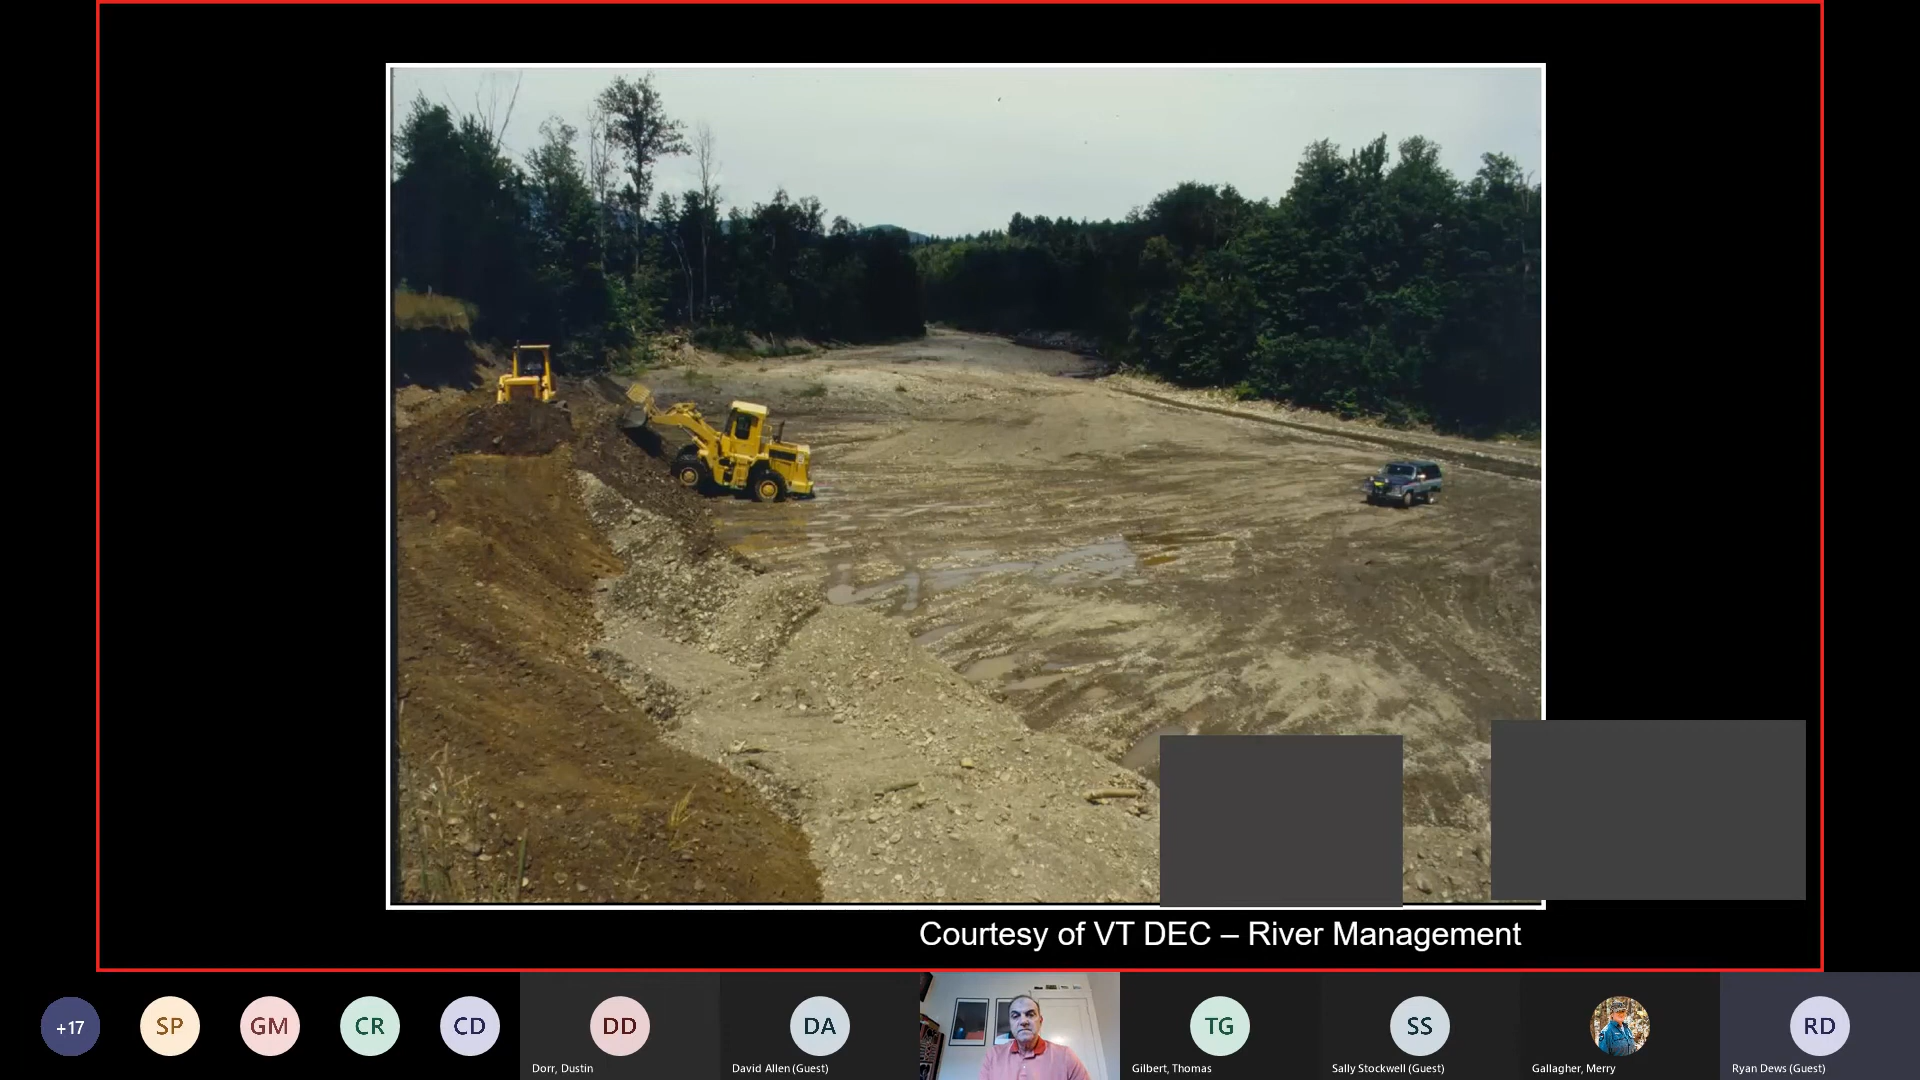 Courtesy of VT DEC – River Management
+17
SP
GM
CR
CD
DD
DA
TG
SS
RD
Dorr, Dustin
David Allen (Guest)
Gilbert, Thomas
Sally Stockwell (Guest)
Gallagher, Merry
Ryan Dews (Guest)